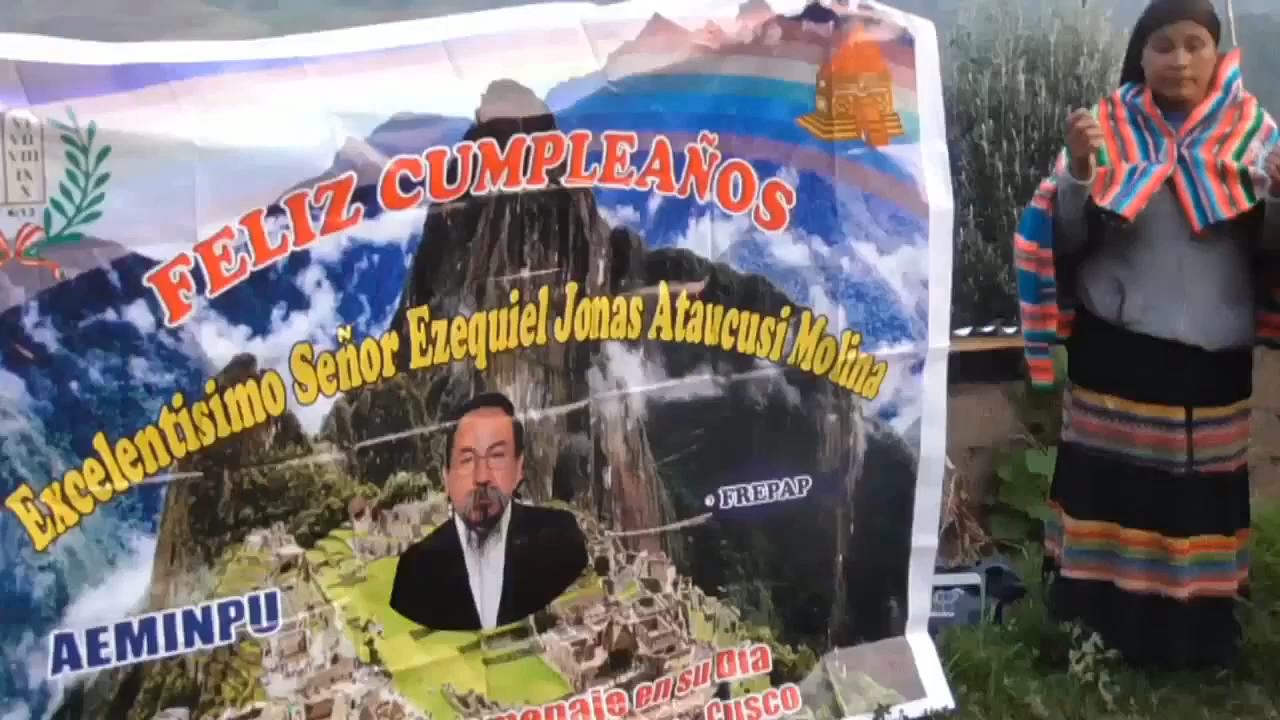 FELIZ CUMPLEAÑOS
Excelentisimo Señor Ezequiel Jonas Ataucusi Molina
FREPAP
AEMINPU
en su Dia
Cusco